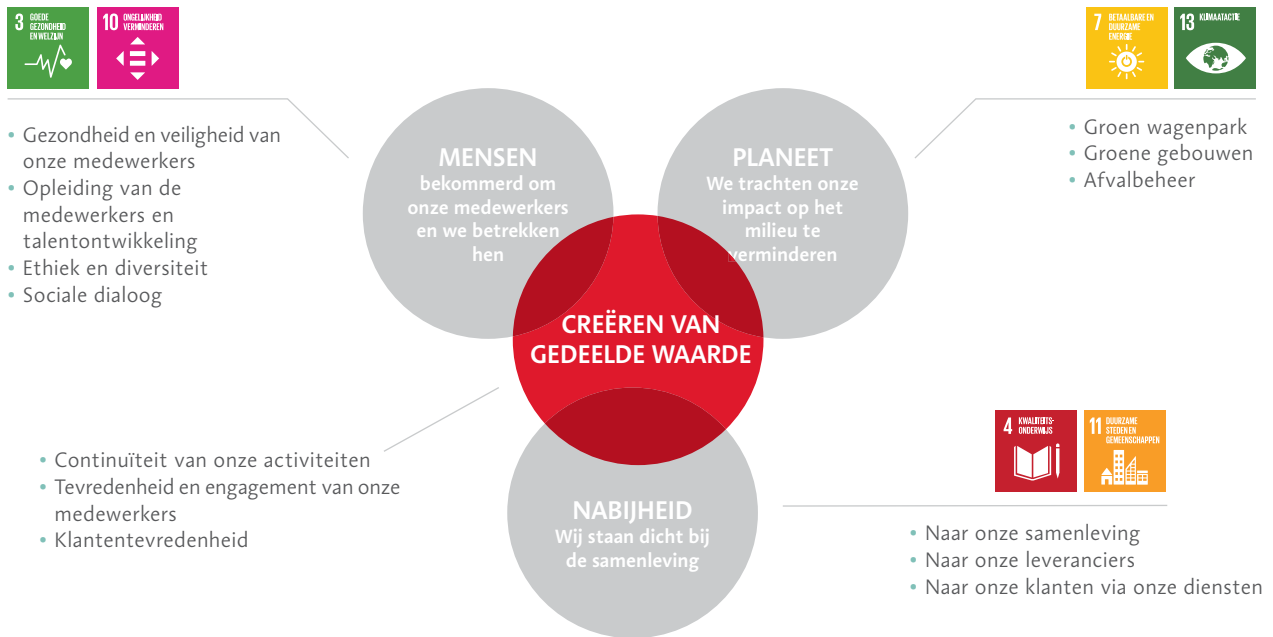 3 GOEDE
GEZONDHEID
EN WELZIJN
10 ONGELIJKHEID
VERMINDEREN
• Gezondheid en veiligheid van
onze medewerkers
• Opleiding van de
medewerkers en
talentontwikkeling
• Ethiek en diversiteit
• Sociale dialoog
MENSEN
bekommerd om
onze medewerkers
en we betrekken
hen
PLANEET
We trachten onze
impact op het
milieu te
verminderen
7 BETAALBARE EN
DUURZAME
ENERGIE
13 KLIMAATACTIE
• Groen wagenpark
• Groene gebouwen
• Afvalbeheer
CREËREN VAN
GEDEELDE WAARDE
• Continuïteit van onze activiteiten
• Tevredenheid en engagement van onze
medewerkers
• Klantentevredenheid
NABIJHEID
Wij staan dicht bij
de samenleving
4 KWALITEITS-
ONDERWIJS
11 DUURZAME
STEDEN EN
GEMEENSCHAPPEN
• Naar onze samenleving
• Naar onze leveranciers
• Naar onze klanten via onze diensten